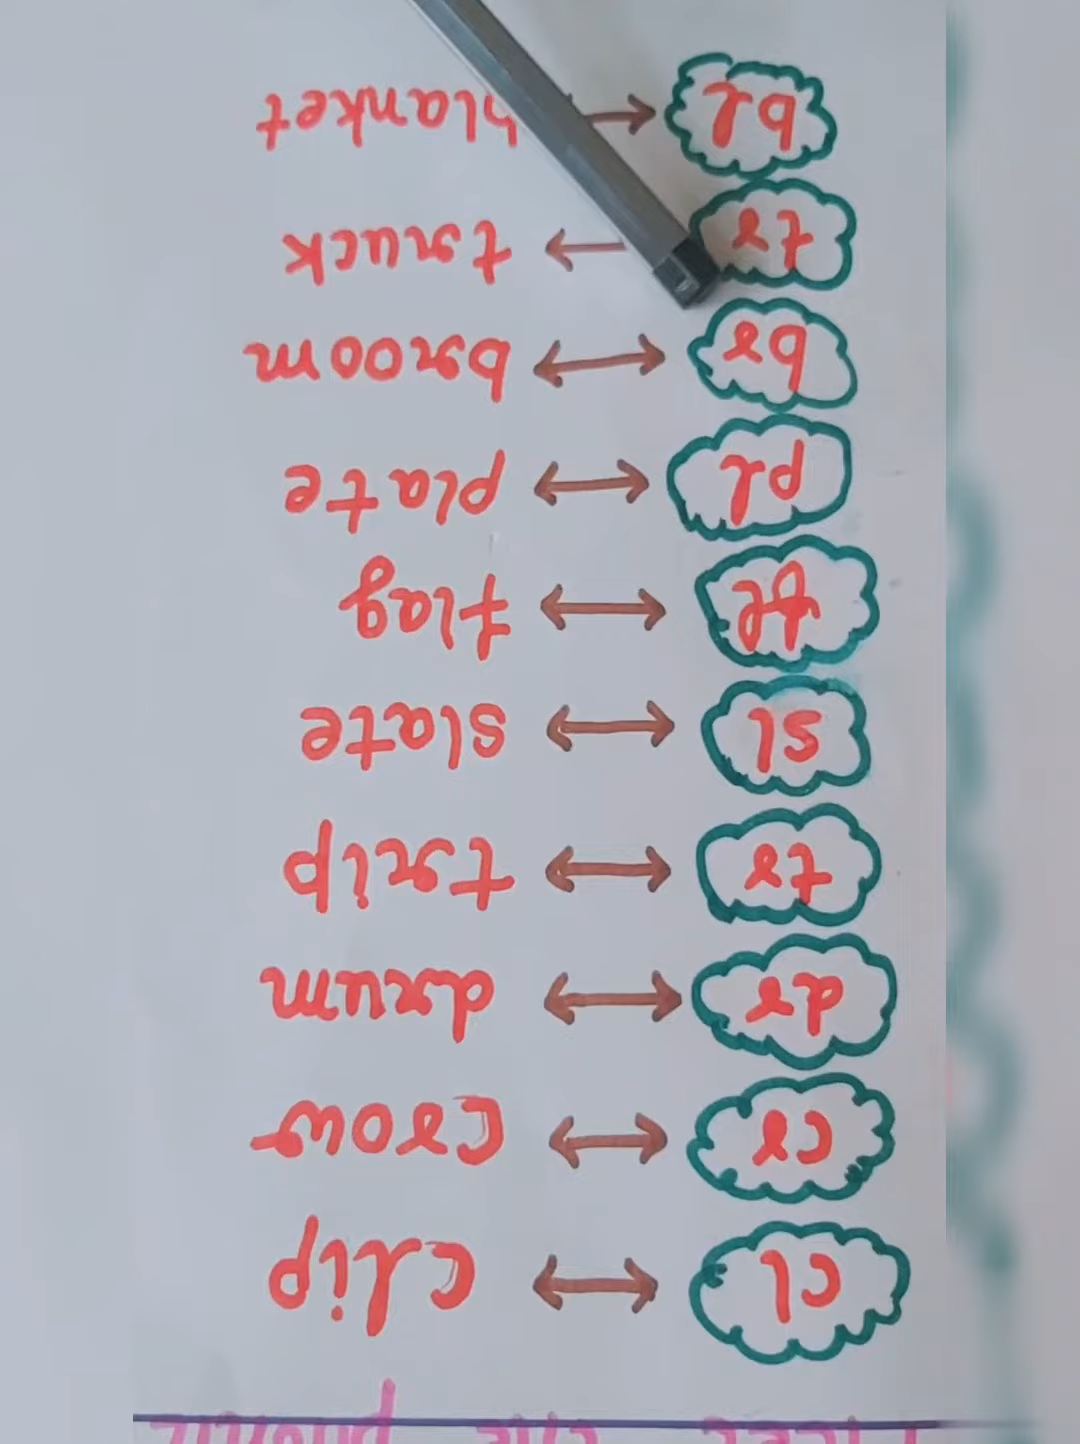 cl ↔ clip
cr ↔ crow
dr ↔ drum
tr ↔ trip
sl ↔ slate
fl ↔ flag
pl ↔ plate
br ↔ broom
tr → truck
bl ← blanket